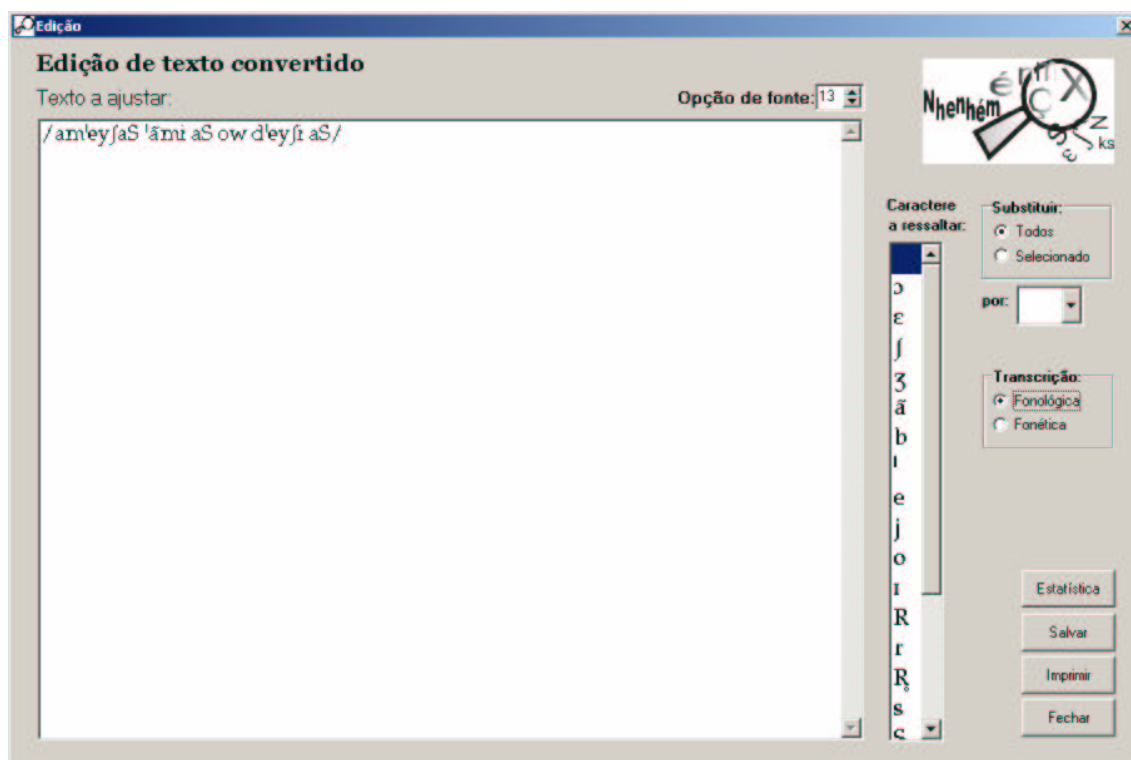 Edição
Edição de texto convertido
Texto a ajustar:
Opção de fonte: 13
/amˈeyʃaS ˈãmi aS ow dˈeyʃɪ aS/
Nhenhém
Caractere
a ressaltar:
ɔ
ɛ
ʃ
ʒ
ã
b
ˈ
e
j
o
ɪ
R
r
R̥
s
S
Substituir:
Todos
Selecionado
por:
Transcrição:
Fonológica
Fonética
Estatística
Salvar
Imprimir
Fechar